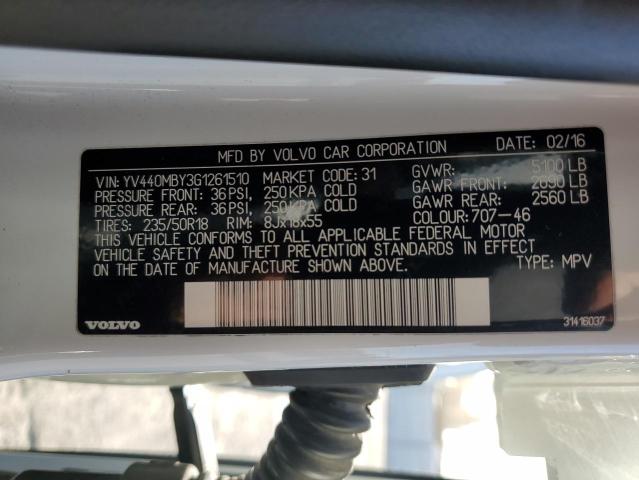 MFD BY VOLVO CAR CORPORATION DATE: 02/16
VIN: YV440MBY3G1261510 MARKET CODE: 31 GVWR: 5100 LB
PRESSURE FRONT: 36 PSI, 250 KPA COLD GAWR FRONT: 2690 LB
PRESSURE REAR: 36 PSI, 250 KPA COLD GAWR REAR: 2560 LB
TIRES: 235/50R18 RIM: 8Jx18x55 COLOUR: 707-46
THIS VEHICLE CONFORMS TO ALL APPLICABLE FEDERAL MOTOR
VEHICLE SAFETY AND THEFT PREVENTION STANDARDS IN EFFECT
ON THE DATE OF MANUFACTURE SHOWN ABOVE. TYPE: MPV
VOLVO 31416037